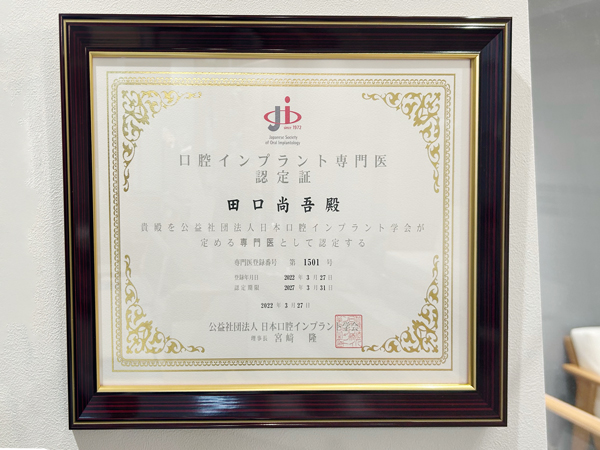 since 1972
Japanese Society
of Oral Implantology
口腔インプラント専門医
認定証
田口尚吾殿
貴殿を公益社団法人日本口腔インプラント学会が
定める専門医として認定する
専門医登録番号 第 1501 号
登録年月日 2022 年 3 月 27 日
認定期限 2027 年 3 月 31 日
2022 年 3 月 27 日
公益社団法人 日本口腔インプラント学会
理事長 宮﨑 隆